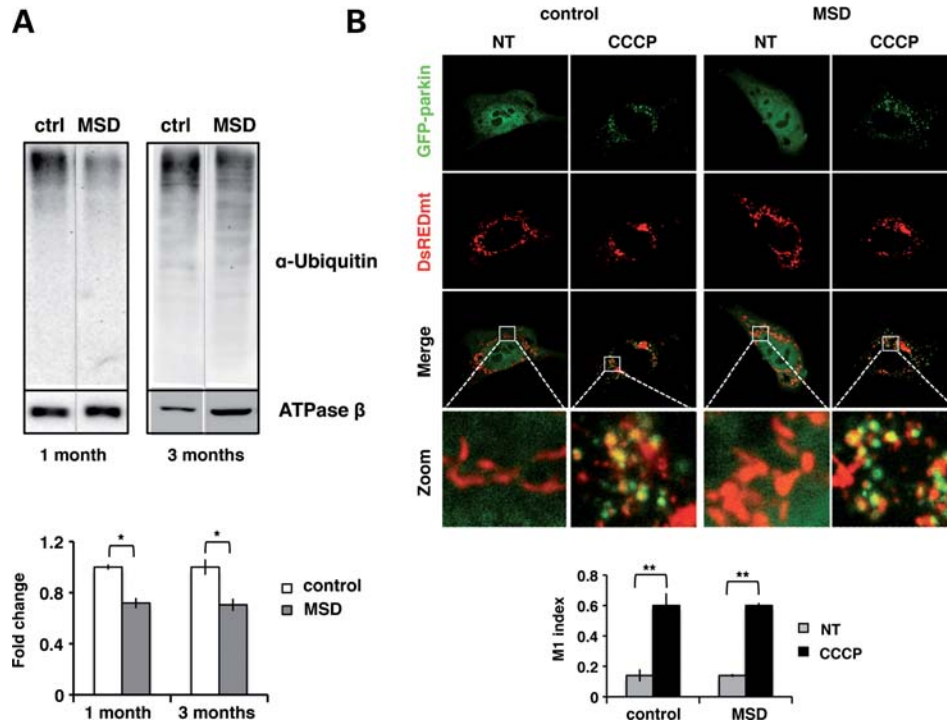 A
ctrl MSD ctrl MSD
α-Ubiquitin
ATPase β
1 month 3 months
* *
1.2
0.8
0.4
0
Fold change
control
MSD
1 month 3 months
B
control MSD
NT CCCP NT CCCP
GFP-parkin
DsREDmt
Merge
Zoom
** **
0.8
0.6
0.4
0.2
0
M1 index
NT
CCCP
control MSD